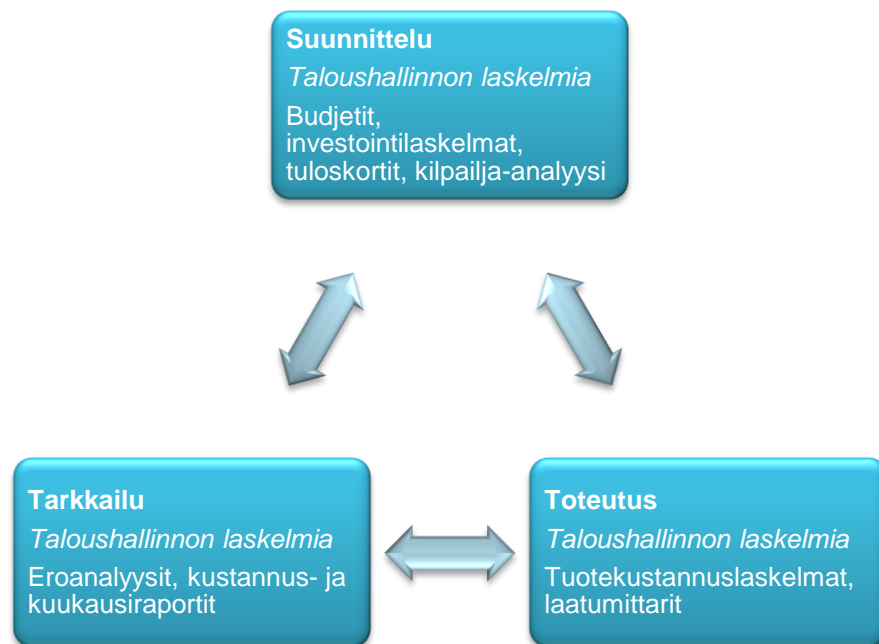 Suunnittelu
Taloushallinnon laskelmia
Budjetit,
investointilaskelmat,
tuloskortit, kilpailja-analyysi
Tarkkailu
Taloushallinnon laskelmia
Eroanalyysit, kustannus- ja
kuukausiraportit
Toteutus
Taloushallinnon laskelmia
Tuotekustannuslaskelmat,
laatumittarit